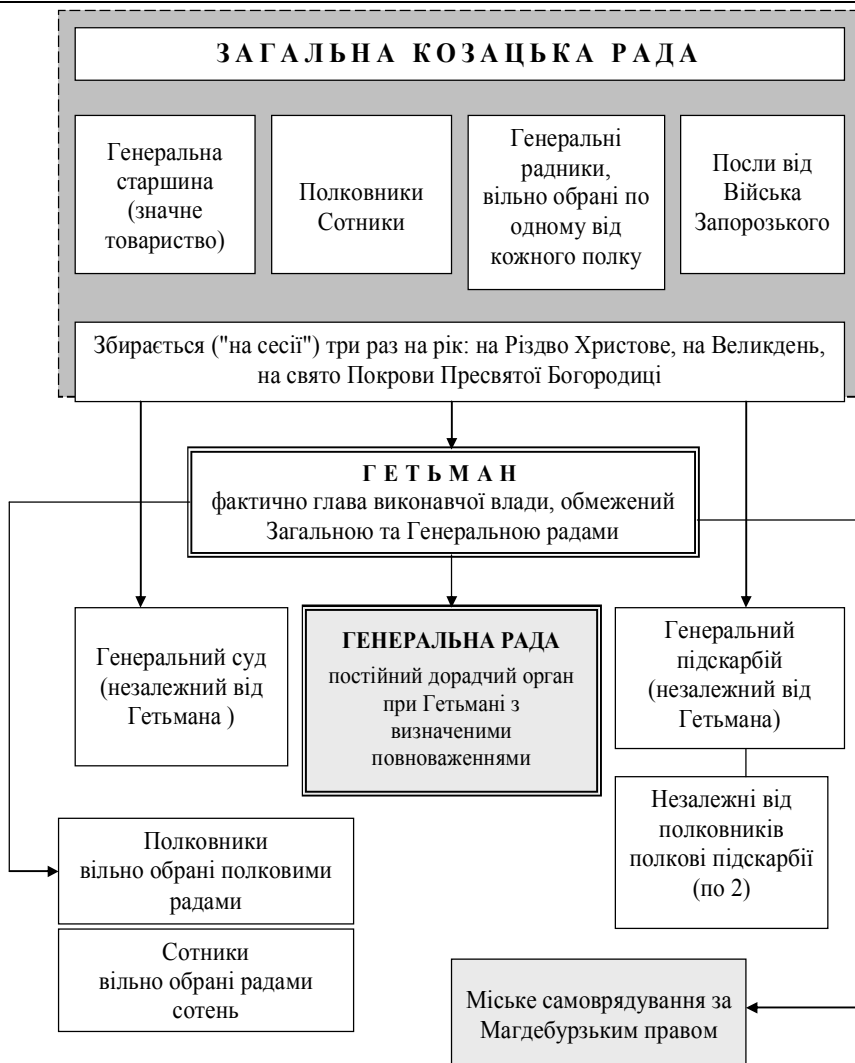 ЗАГАЛЬНА КОЗАЦЬКА РАДА
Генеральна
старшина
(значне
товариство)
Полковники
Сотники
Генеральні
радники,
вільно обрані по
одному від
кожного полку
Посли від
Війська
Запорозького
Збирається ("на сесії") три раз на рік: на Різдво Христове, на Великдень,
на свято Покрови Пресвятої Богородиці
ГЕТЬМАН
фактично глава виконавчої влади, обмежений
Загальною та Генеральною радами
Генеральний суд
(незалежний від
Гетьмана )
ГЕНЕРАЛЬНА РАДА
постійний дорадчий орган
при Гетьмані з
визначеними
повноваженнями
Генеральний
підскарбій
(незалежний від
Гетьмана)
Незалежні від
полковників
полкові підскарбії
(по 2)
Полковники
вільно обрані полковими
радами
Сотники
вільно обрані радами
сотень
Міське самоврядування за
Магдебурзьким правом